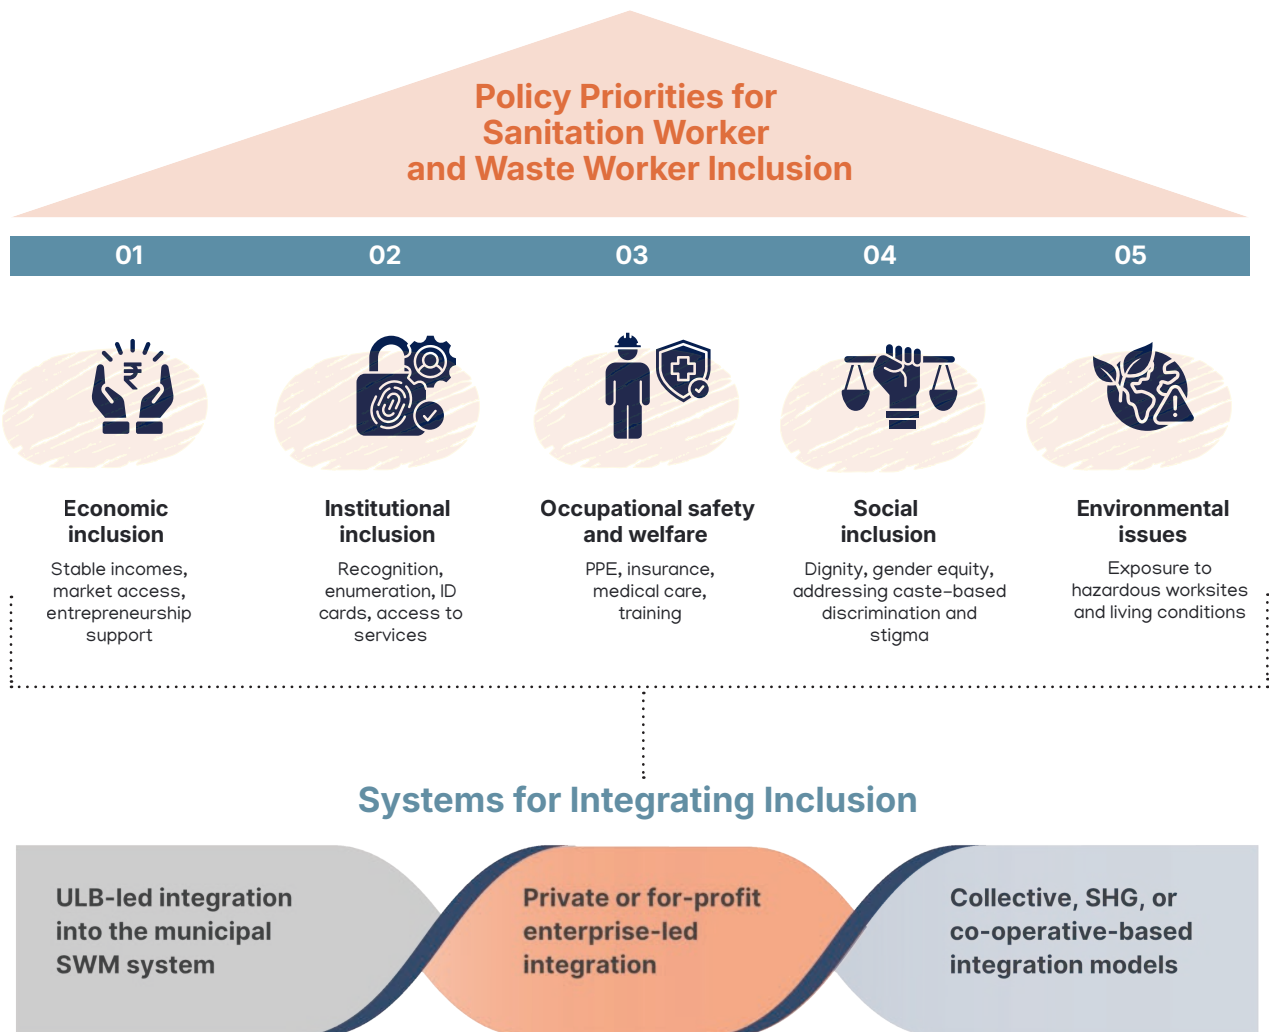 Policy Priorities for
Sanitation Worker
and Waste Worker Inclusion
01
02
03
04
05
₹
Economic
inclusion
Stable incomes,
market access,
entrepreneurship
support
Institutional
inclusion
Recognition,
enumeration, ID
cards, access to
services
Occupational safety
and welfare
PPE, insurance,
medical care,
training
Social
inclusion
Dignity, gender equity,
addressing caste-based
discrimination and
stigma
Environmental
issues
Exposure to
hazardous worksites
and living conditions
Systems for Integrating Inclusion
ULB-led integration
into the municipal
SWM system
Private or for-profit
enterprise-led
integration
Collective, SHG, or
co-operative-based
integration models